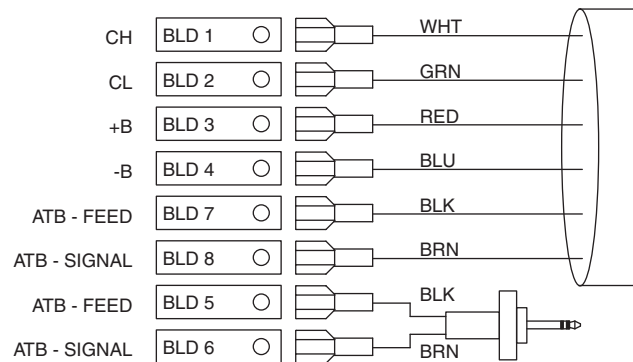 CH BLD 1 WHT
CL BLD 2 GRN
+B BLD 3 RED
-B BLD 4 BLU
ATB - FEED BLD 7 BLK
ATB - SIGNAL BLD 8 BRN
ATB - FEED BLD 5 BLK
ATB - SIGNAL BLD 6 BRN